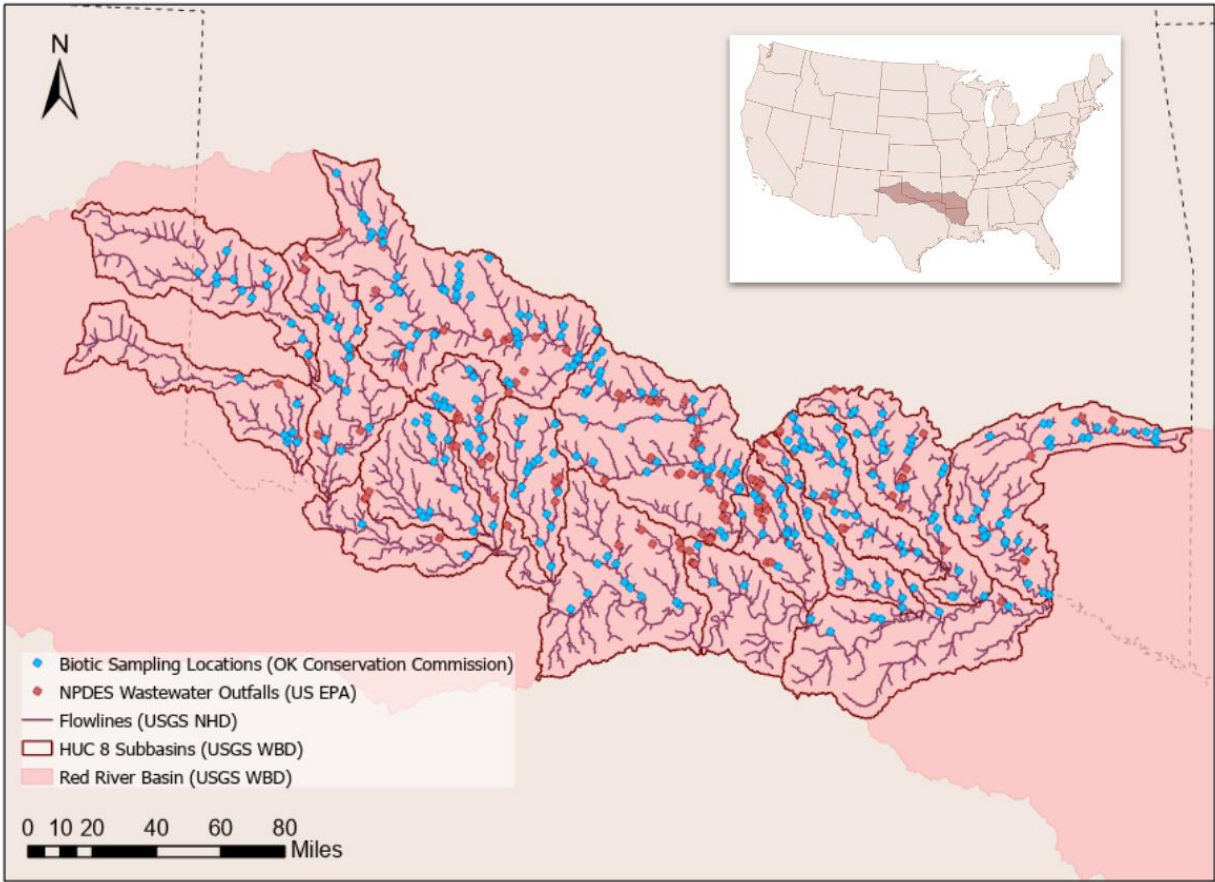 N
Biotic Sampling Locations (OK Conservation Commission)
NPDES Wastewater Outfalls (US EPA)
Flowlines (USGS NHD)
HUC 8 Subbasins (USGS WBD)
Red River Basin (USGS WBD)
0 10 20 40 60 80
Miles